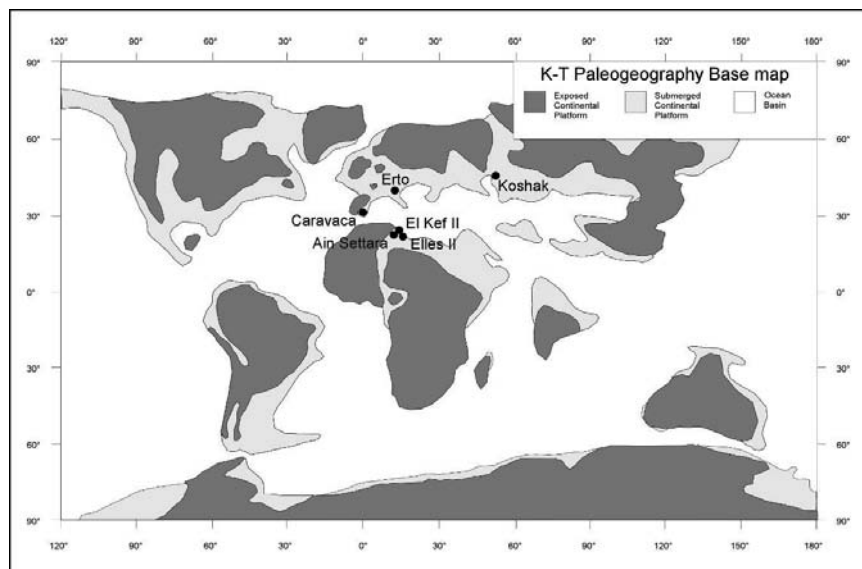 120° 90° 60° 30° 0° 30° 60° 90° 120° 150° 180°
90° 90°
K-T Paleogeography Base map
Exposed Continental Platform
Submerged Continental Platform
Ocean Basin
60° 60°
Erto
Koshak
30° 30°
Caravaca
El Kef II
Ain Settara
Elles II
0° 0°
30° 30°
60° 60°
90° 90°
120° 90° 60° 30° 0° 30° 60° 90° 120° 150° 180°